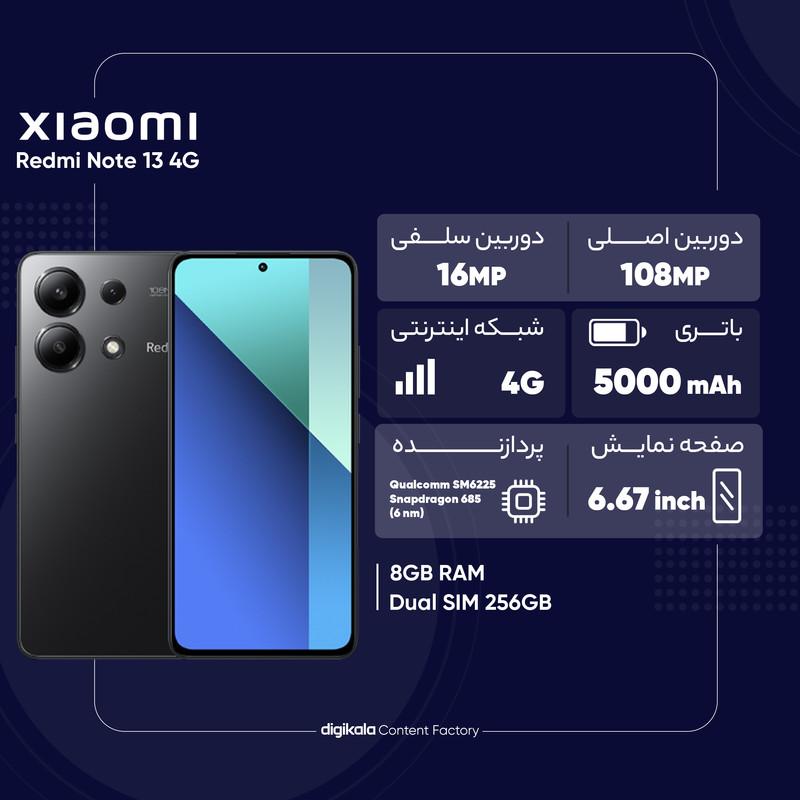 xiaomi
Redmi Note 13 4G
دوربین اصلی
108MP
دوربین سلفی
16MP
باتری
5000 mAh
شبکه اینترنتی
4G
صفحه نمایش
6.67 inch
پردازنده
Qualcomm SM6225
Snapdragon 685
(6 nm)
8GB RAM
Dual SIM 256GB
Red
digikala Content Factory